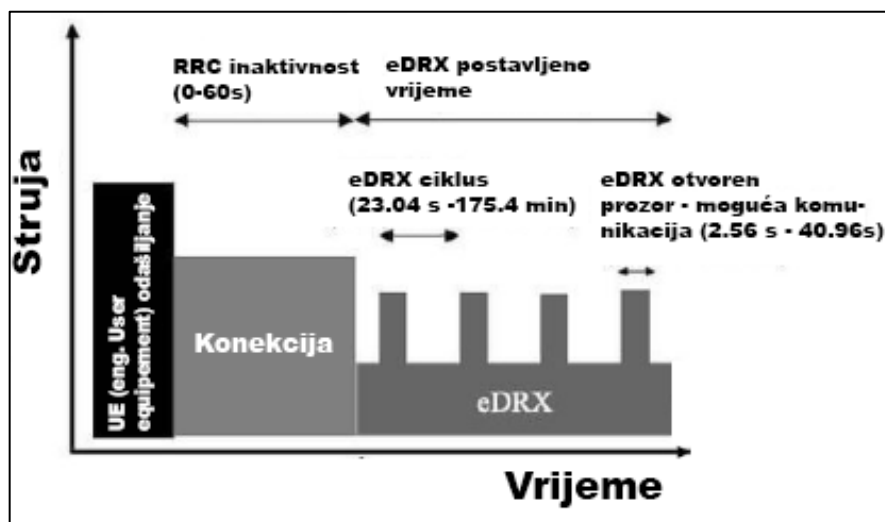 RRC inaktivnost
(0-60s)
eDRX postavljeno
vrijeme
eDRX ciklus
(23.04 s -175.4 min)
eDRX otvoren
prozor - moguća komu-
nikacija (2.56 s - 40.96s)
Struja
UE (eng. User
equipement) odašiljanje
Konekcija
eDRX
Vrijeme